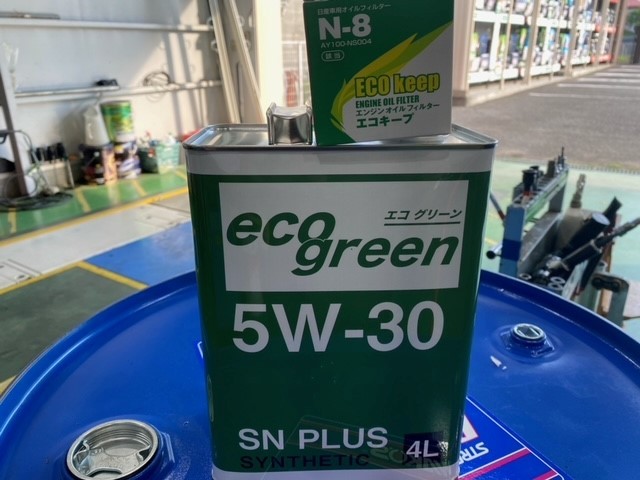 日産車用オイルフィルター
N-8
AY100-NS004
ECO keep
ENGINE OIL FILTER
エンジンオイルフィルター
エコキープ
eco green
エコ グリーン
5W-30
SN PLUS
SYNTHETIC
4L